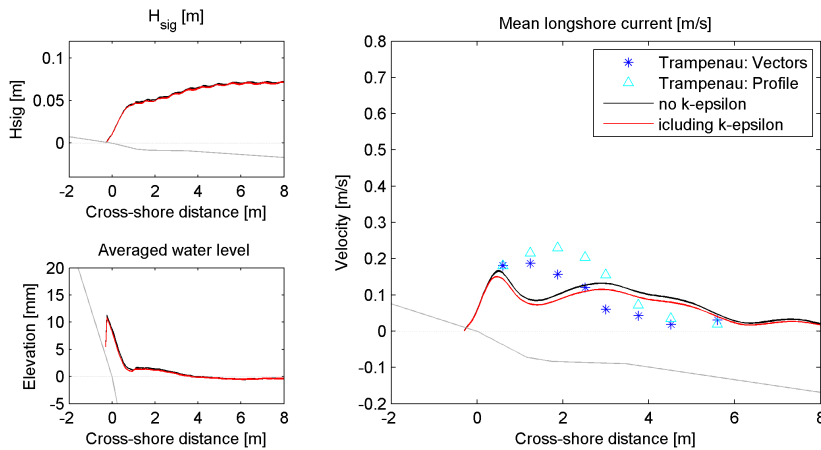 H_sig [m]
0.1
0.05
0
-2 0 2 4 6 8
Hsig [m]
Cross-shore distance [m]
Averaged water level
20
15
10
5
0
-5
-2 0 2 4 6 8
Elevation [mm]
Cross-shore distance [m]
Mean longshore current [m/s]
Trampenau: Vectors
Trampenau: Profile
no k-epsilon
icluding k-epsilon
0.8
0.7
0.6
0.5
0.4
0.3
0.2
0.1
0
-0.1
-0.2
-2 0 2 4 6 8
Velocity [m/s]
Cross-shore distance [m]